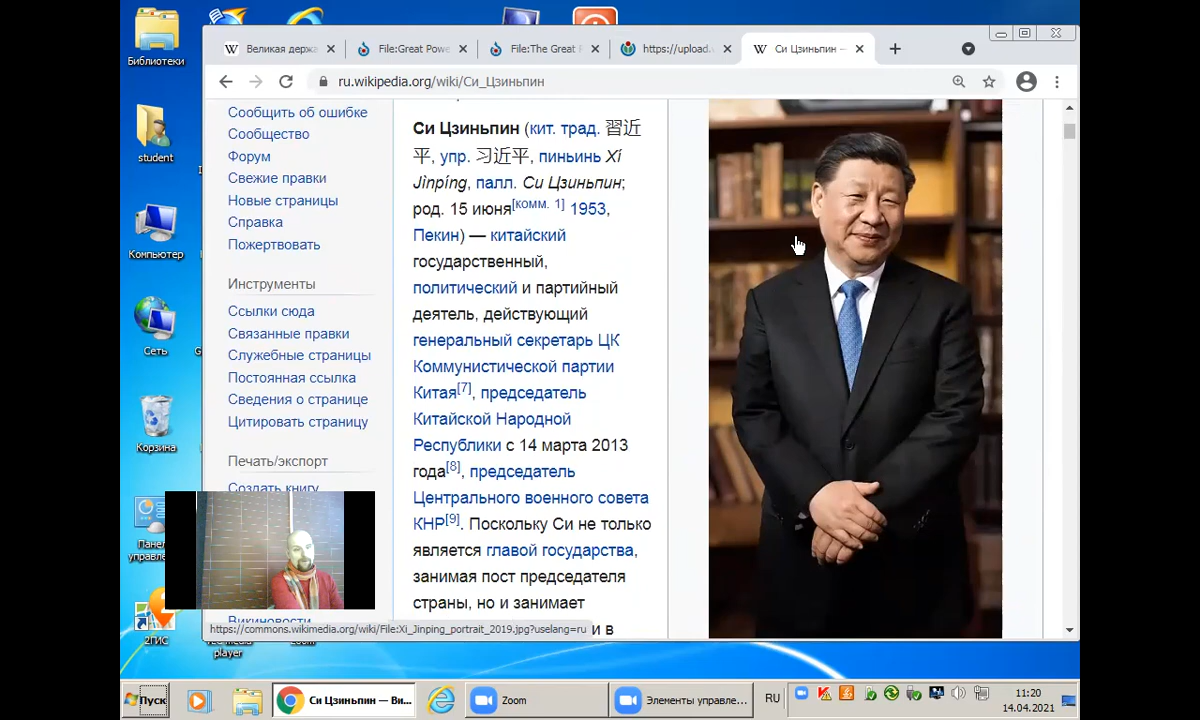 Библиотеки
student
Компьютер
Сеть
Корзина
2ГИС
player
Великая держа
File:Great Powe
File:The Great
https://upload.
Си Цзиньпин —
ru.wikipedia.org/wiki/Си_Цзиньпин
Сообщить об ошибке
Сообщество
Форум
Свежие правки
Новые страницы
Справка
Пожертвовать
Инструменты
Ссылки сюда
Связанные правки
Служебные страницы
Постоянная ссылка
Сведения о странице
Цитировать страницу
Печать/экспорт
Создать книгу
Викиновости
Си Цзиньпин (кит. трад. 習近
平, упр. 习近平, пиньинь Xí
Jìnpíng, палл. Си Цзиньпин;
род. 15 июня[комм. 1] 1953,
Пекин) — китайский
государственный,
политический и партийный
деятель, действующий
генеральный секретарь ЦК
Коммунистической партии
Китая[7], председатель
Китайской Народной
Республики с 14 марта 2013
года[8], председатель
Центрального военного совета
КНР[9]. Поскольку Си не только
является главой государства,
занимая пост председателя
страны, но и занимает
и в
https://commons.wikimedia.org/wiki/File:Xi_Jinping_portrait_2019.jpg?uselang=ru
Пуск
Си Цзиньпин — Ви...
Zoom
Элементы управле...
RU
11:20
14.04.2021